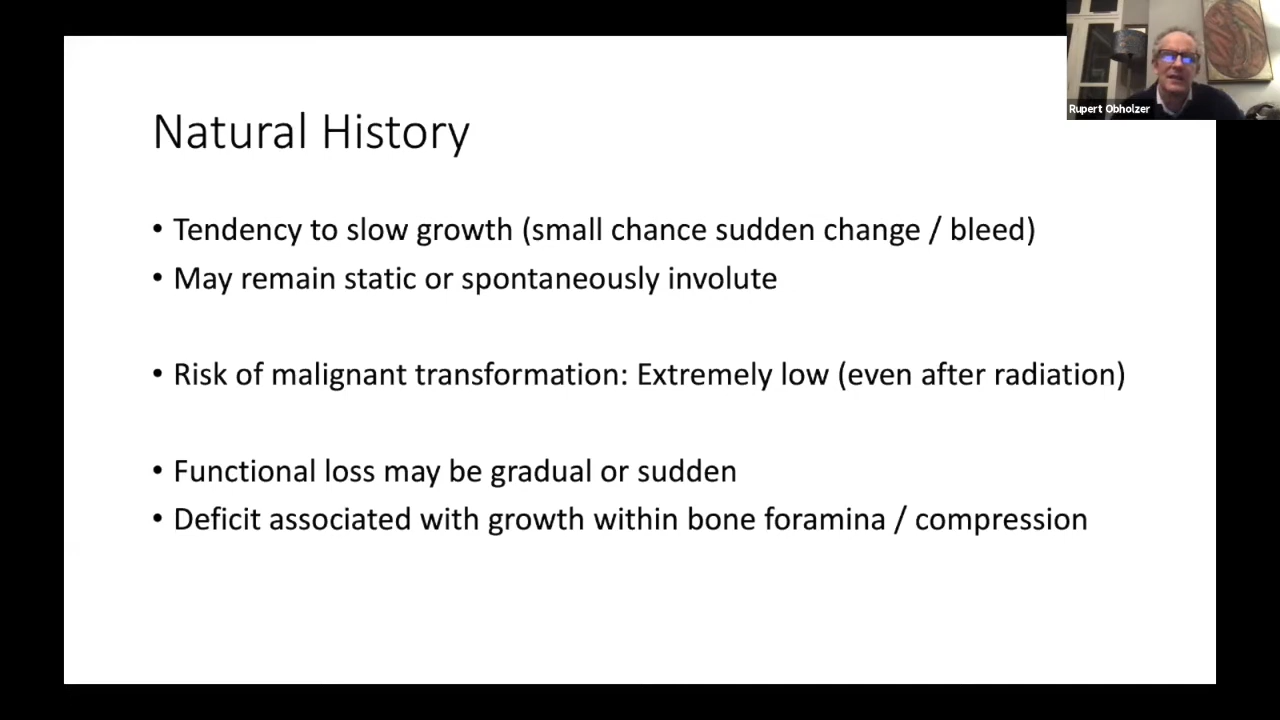 Rupert Obholzer
Natural History
• Tendency to slow growth (small chance sudden change / bleed)
• May remain static or spontaneously involute
• Risk of malignant transformation: Extremely low (even after radiation)
• Functional loss may be gradual or sudden
• Deficit associated with growth within bone foramina / compression